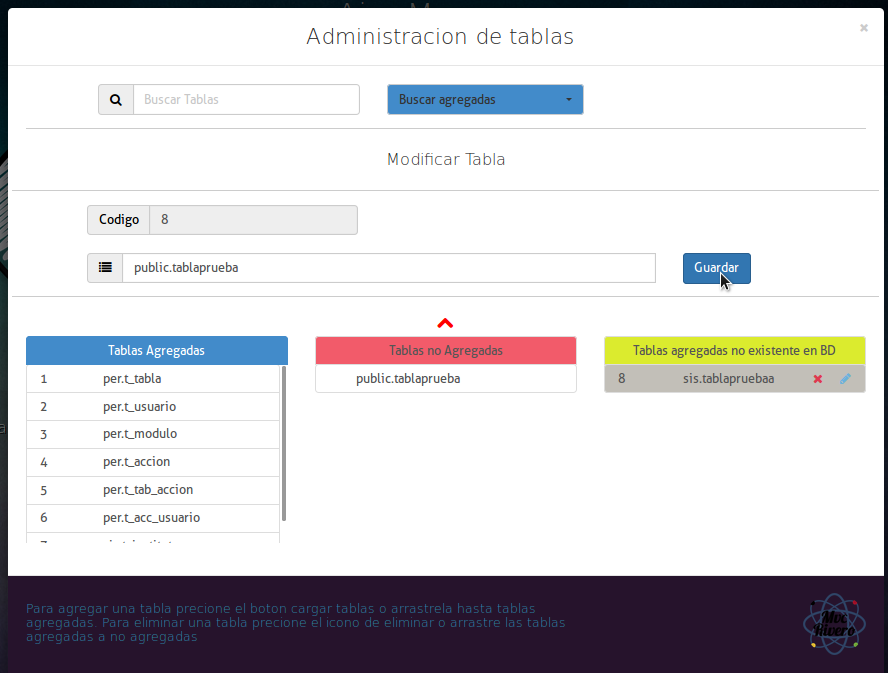 Administracion de tablas
×
Buscar Tablas
Buscar agregadas
Modificar Tabla
Codigo 8
public.tablaprueba
Guardar
Tablas Agregadas
1 per.t_tabla
2 per.t_usuario
3 per.t_modulo
4 per.t_accion
5 per.t_tab_accion
6 per.t_acc_usuario
Tablas no Agregadas
public.tablaprueba
Tablas agregadas no existente en BD
8 sis.tablapruebaa
Para agregar una tabla precione el boton cargar tablas o arrastrela hasta tablas
agregadas. Para eliminar una tabla precione el icono de eliminar o arrastre las tablas
agregadas a no agregadas
Mvc
Rivero